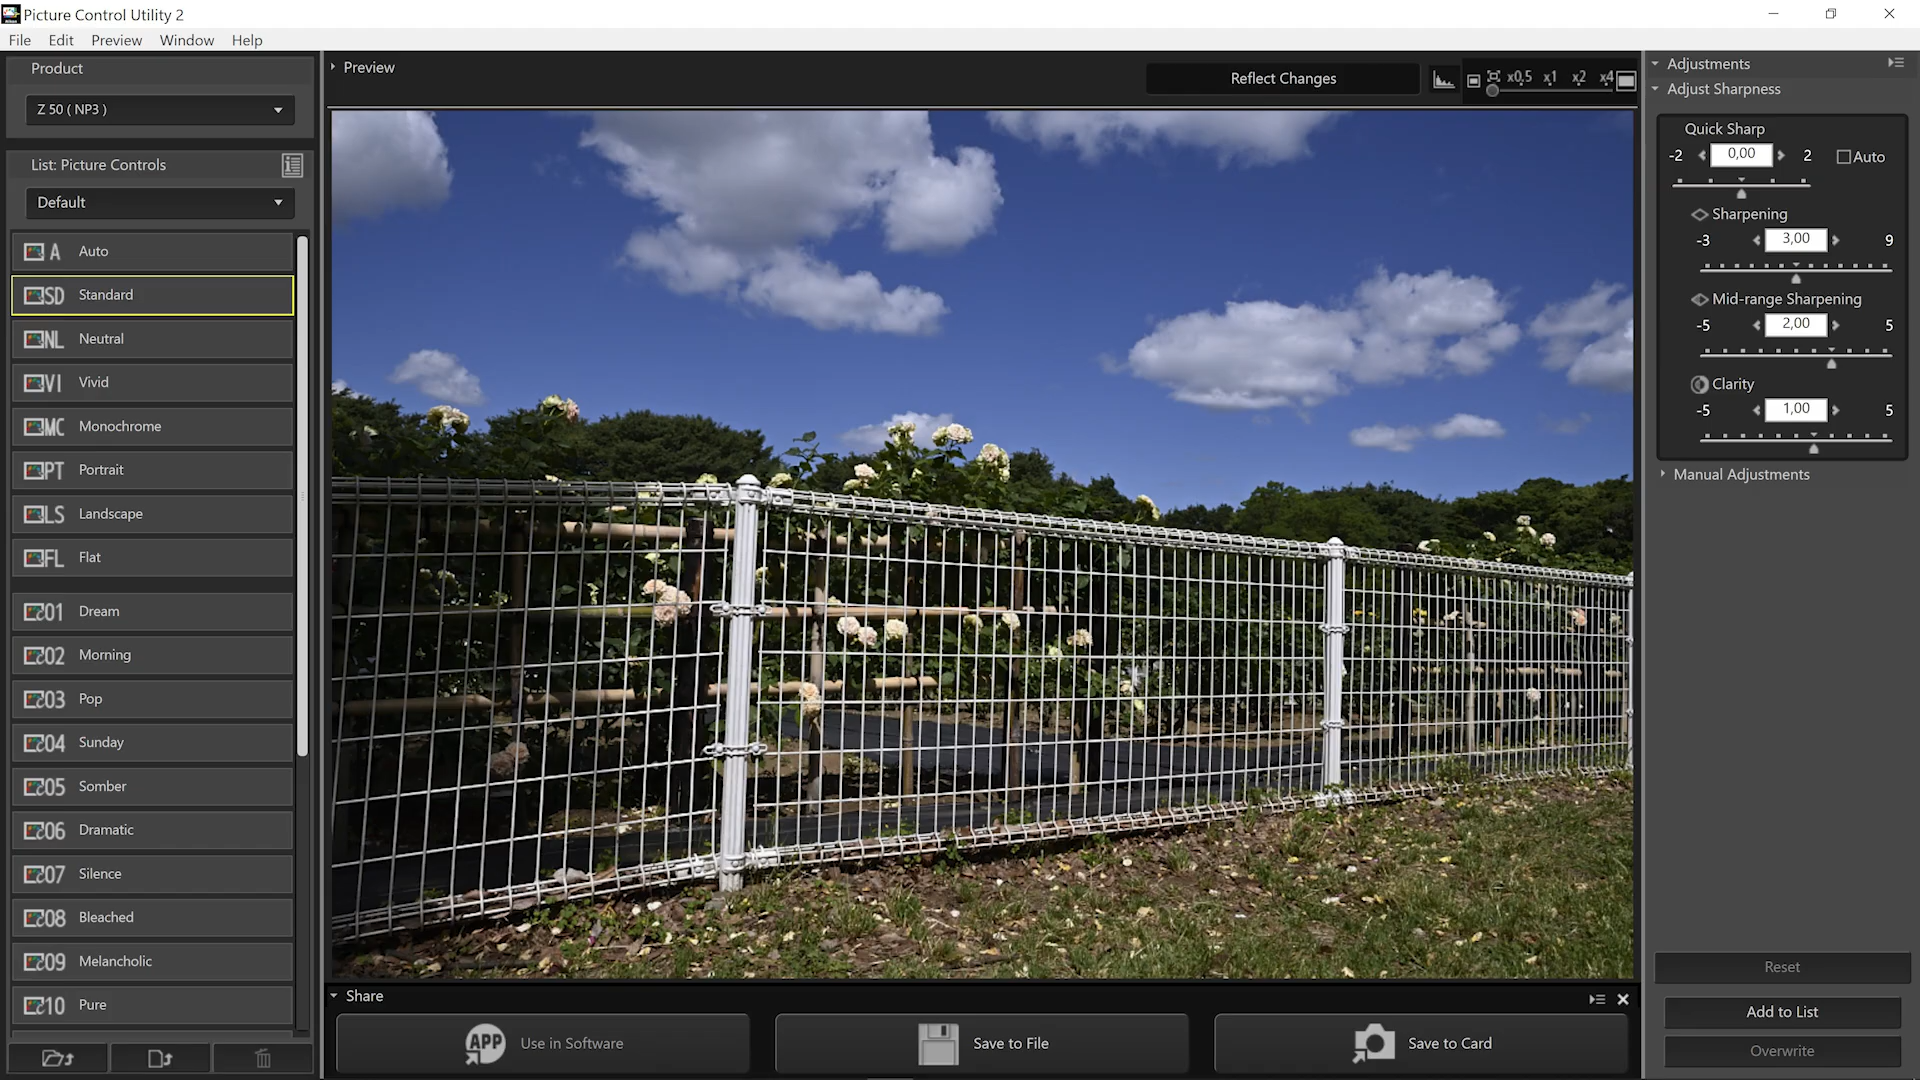 Picture Control Utility 2
File Edit Preview Window Help
Product
Z 50 ( NP3 )
List: Picture Controls
Default
A Auto
SD Standard
NL Neutral
VI Vivid
MC Monochrome
PT Portrait
LS Landscape
FL Flat
01 Dream
02 Morning
03 Pop
04 Sunday
05 Somber
06 Dramatic
07 Silence
08 Bleached
09 Melancholic
10 Pure
Preview
Reflect Changes
x0,5 x1 x2 x4
Share
APP Use in Software
Save to File
Save to Card
Adjustments
Adjust Sharpness
Quick Sharp
-2 0,00 2 Auto
Sharpening
-3 3,00 9
Mid-range Sharpening
-5 2,00 5
Clarity
-5 1,00 5
Manual Adjustments
Reset
Add to List
Overwrite